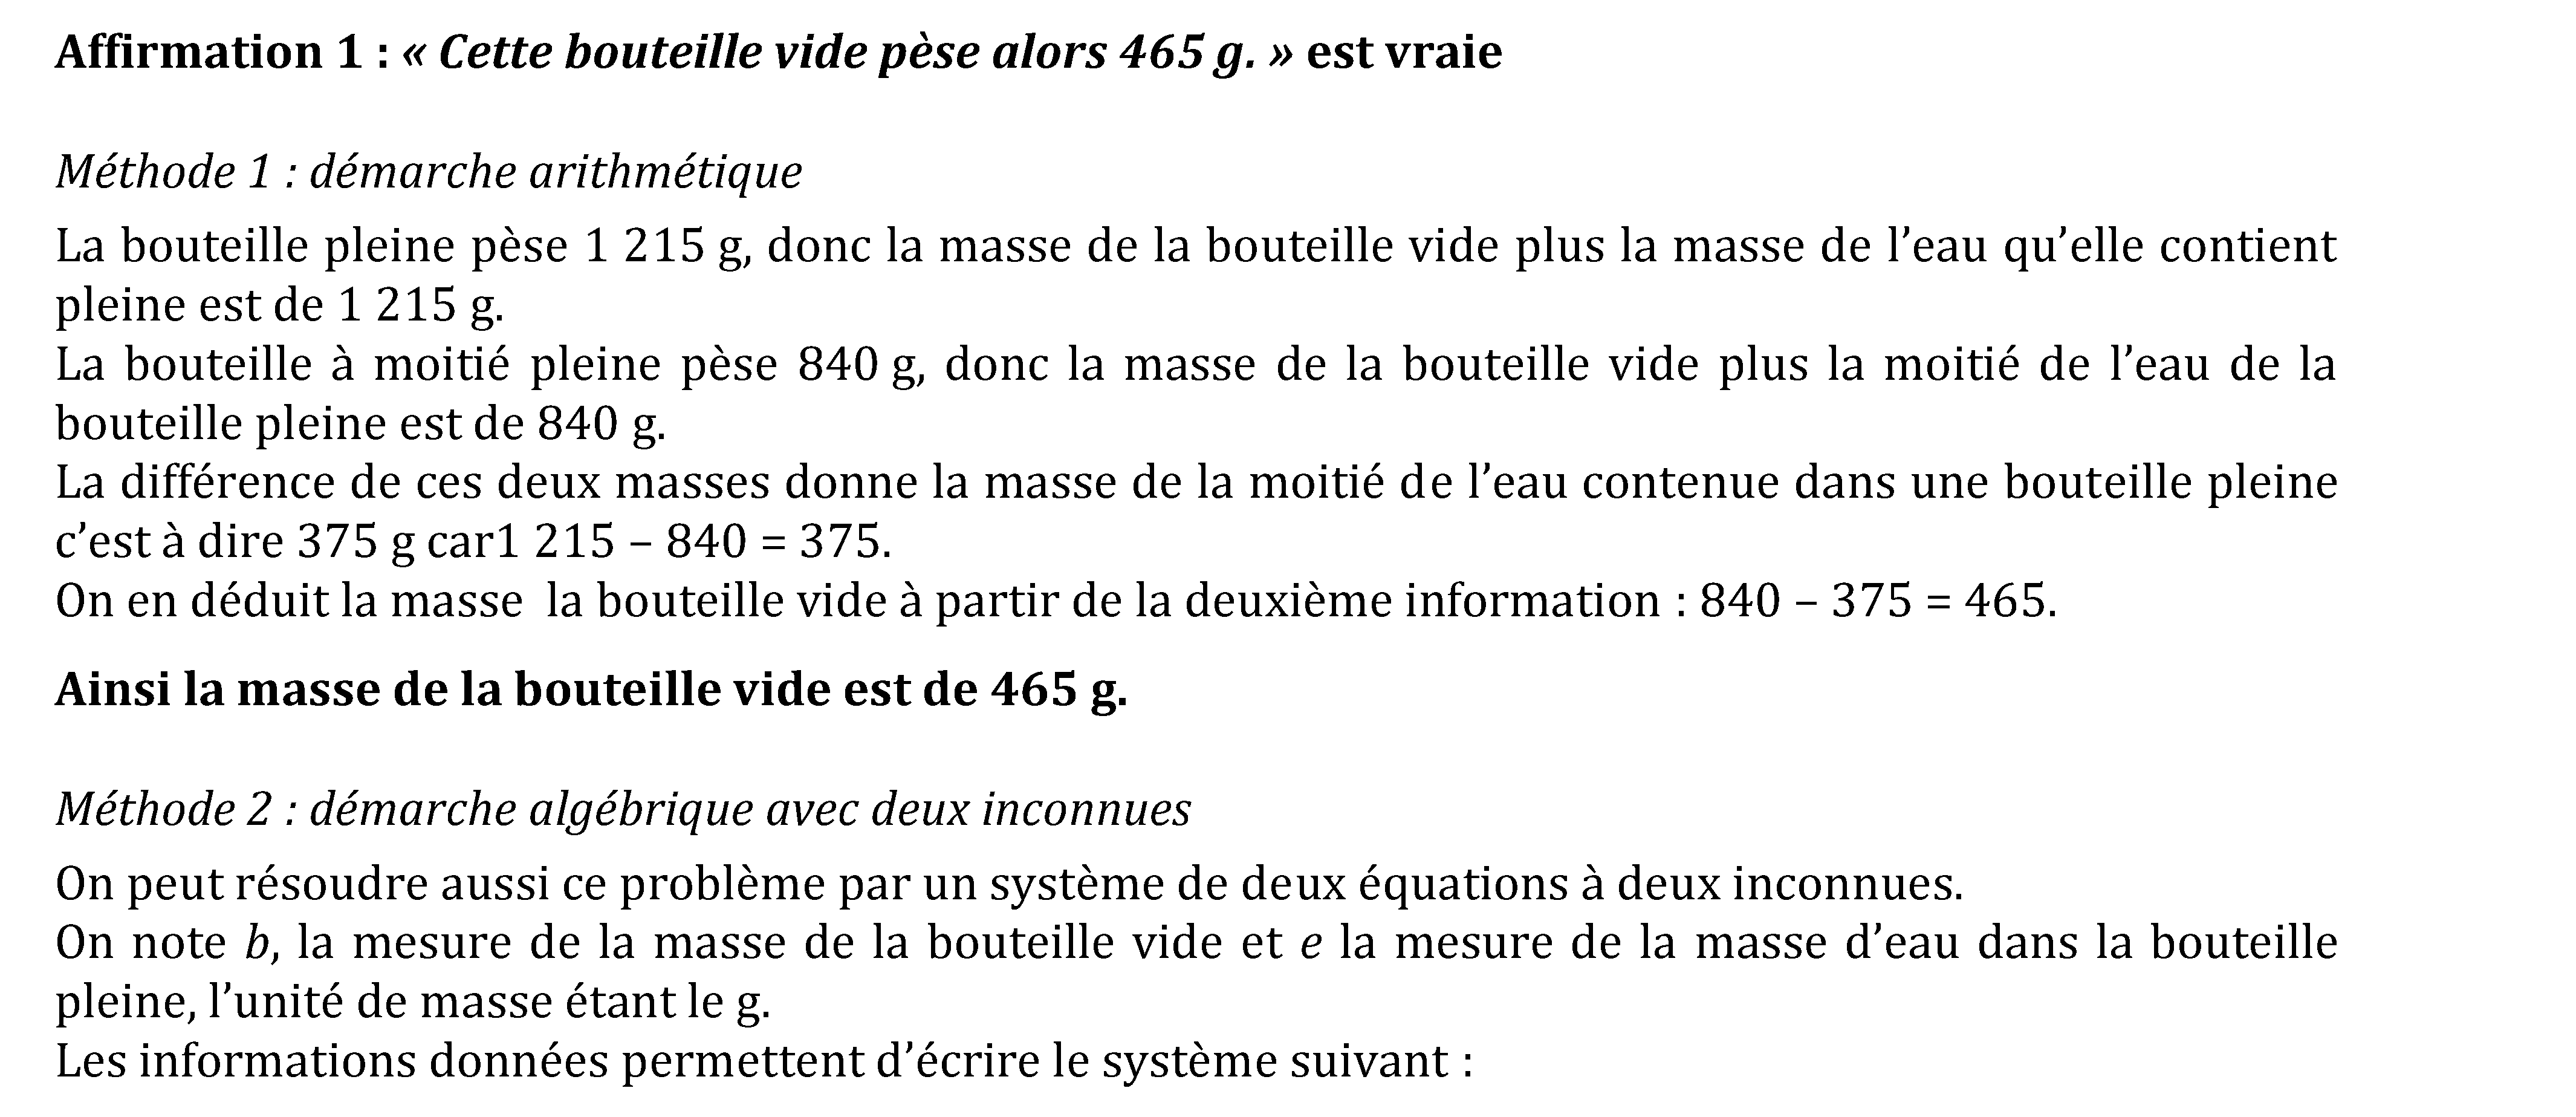 Affirmation 1 : « Cette bouteille vide pèse alors 465 g. » est vraie
Méthode 1 : démarche arithmétique
La bouteille pleine pèse 1 215 g, donc la masse de la bouteille vide plus la masse de l’eau qu’elle contient
pleine est de 1 215 g.
La bouteille à moitié pleine pèse 840 g, donc la masse de la bouteille vide plus la moitié de l’eau de la
bouteille pleine est de 840 g.
La différence de ces deux masses donne la masse de la moitié de l’eau contenue dans une bouteille pleine
c’est à dire 375 g car1 215 – 840 = 375.
On en déduit la masse  la bouteille vide à partir de la deuxième information : 840 – 375 = 465.
Ainsi la masse de la bouteille vide est de 465 g.
Méthode 2 : démarche algébrique avec deux inconnues
On peut résoudre aussi ce problème par un système de deux équations à deux inconnues.
On note b, la mesure de la masse de la bouteille vide et e la mesure de la masse d’eau dans la bouteille
pleine, l’unité de masse étant le g.
Les informations données permettent d’écrire le système suivant :